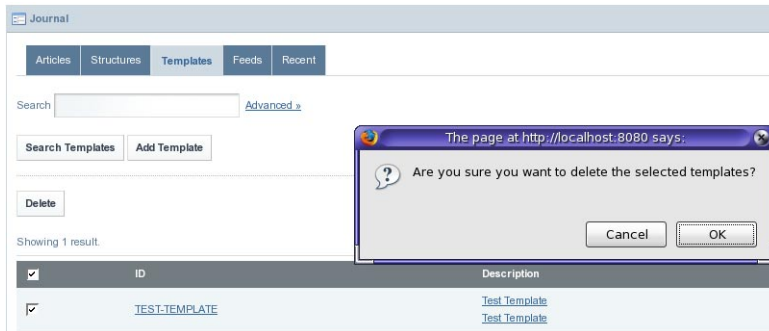 Journal
Articles Structures Templates Feeds Recent
Search Advanced »
Search Templates Add Template
The page at http://localhost:8080 says:
Are you sure you want to delete the selected templates?
Cancel OK
Delete
Showing 1 result.
ID Description
TEST-TEMPLATE Test Template
Test Template